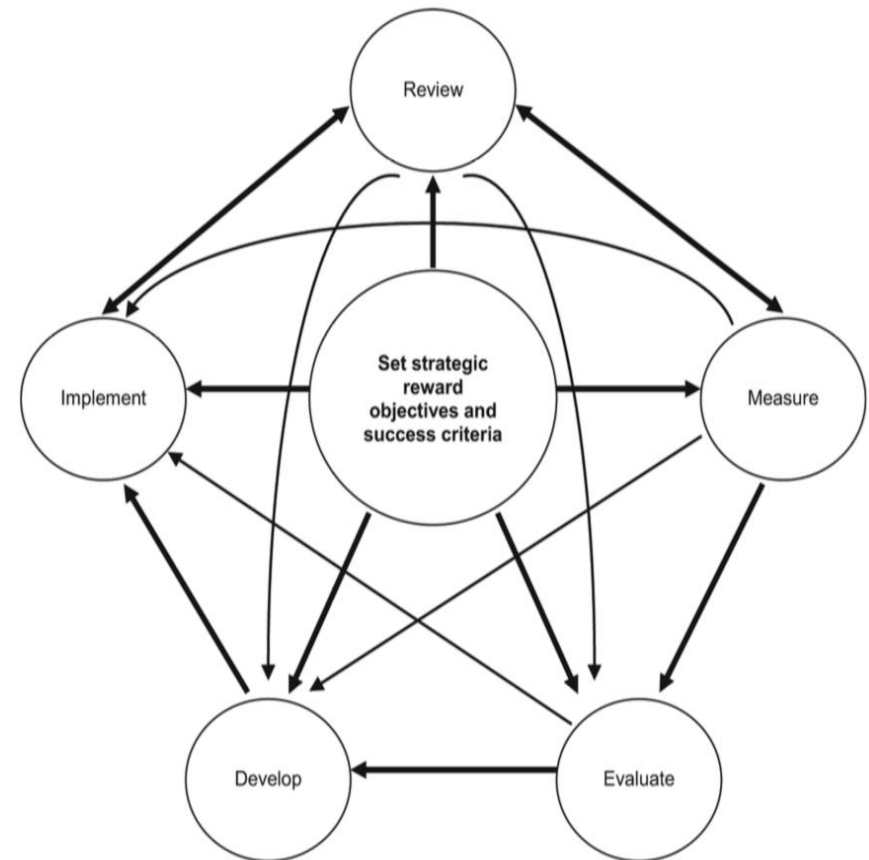 Review
Set strategic
reward
objectives and
success criteria
Implement
Measure
Develop
Evaluate